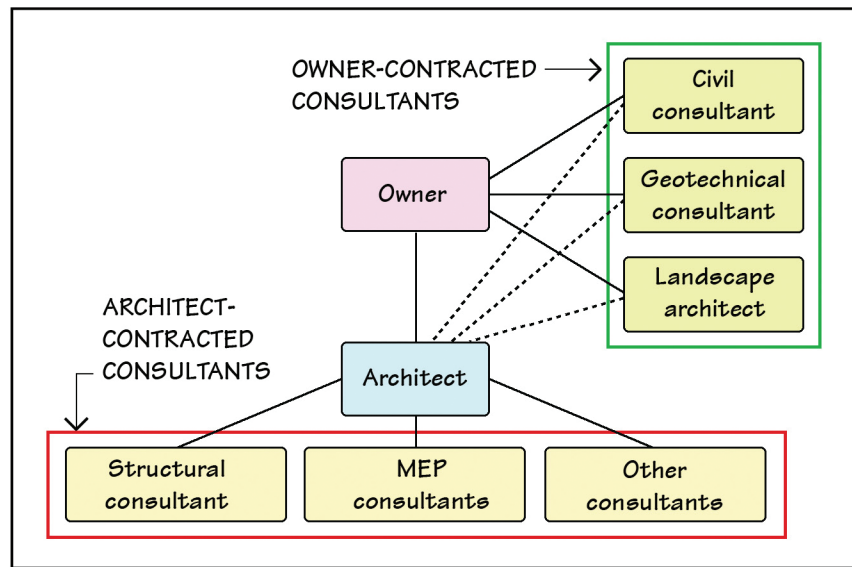 OWNER-CONTRACTED
CONSULTANTS
Civil
consultant
Geotechnical
consultant
Landscape
architect
Owner
ARCHITECT-
CONTRACTED
CONSULTANTS
Architect
Structural
consultant
MEP
consultants
Other
consultants